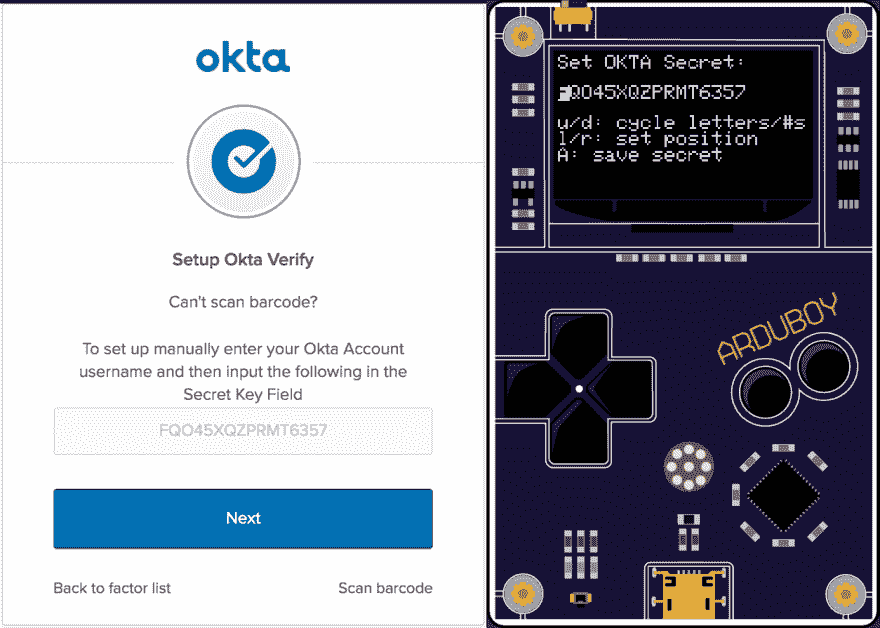 okta
Setup Okta Verify
Can't scan barcode?
To set up manually enter your Okta Account
username and then input the following in the
Secret Key Field
FQO45XQZPRMT6357
Next
Back to factor list
Scan barcode
Set OKTA Secret:
FQO45XQZPRMT6357
u/d: cycle letters/#s
l/r: set position
A: save secret
ARDUBOY